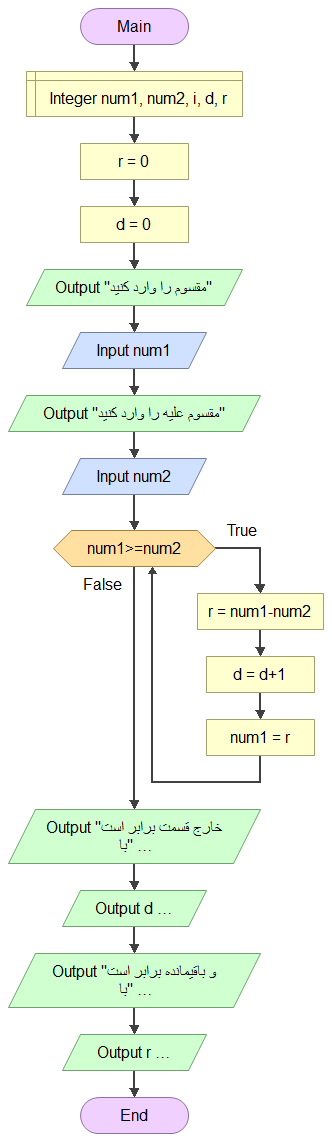 Main
Integer num1, num2, i, d, r
r = 0
d = 0
Output "مقسوم را وارد کنید"
Input num1
Output "مقسوم علیه را وارد کنید"
Input num2
num1>=num2
True
False
r = num1-num2
d = d+1
num1 = r
Output "خارج قسمت برابر است
با" ...
Output d ...
Output "و باقیمانده برابر است
با" ...
Output r ...
End